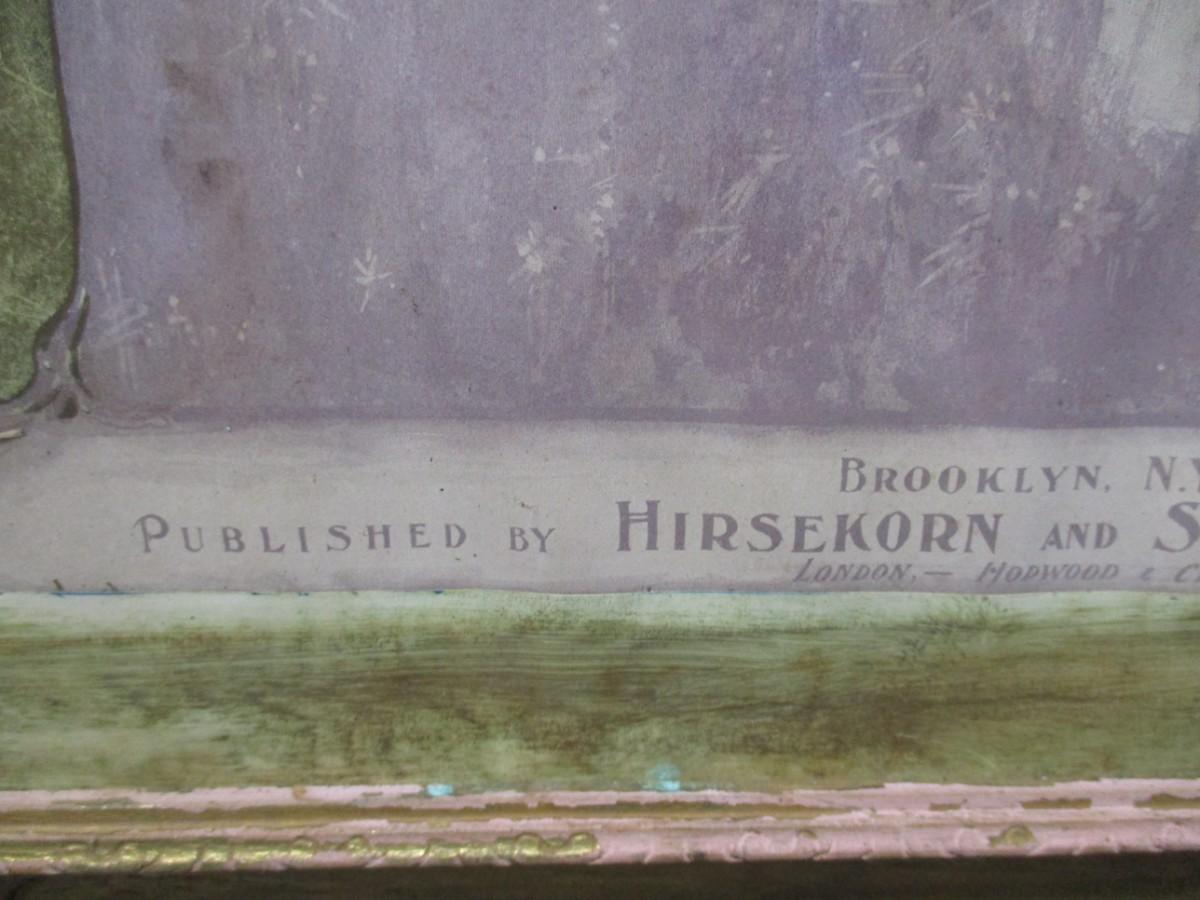 BROOKLYN, N.Y
PUBLISHED BY HIRSEKORN AND S
LONDON,— HOPWOOD & C